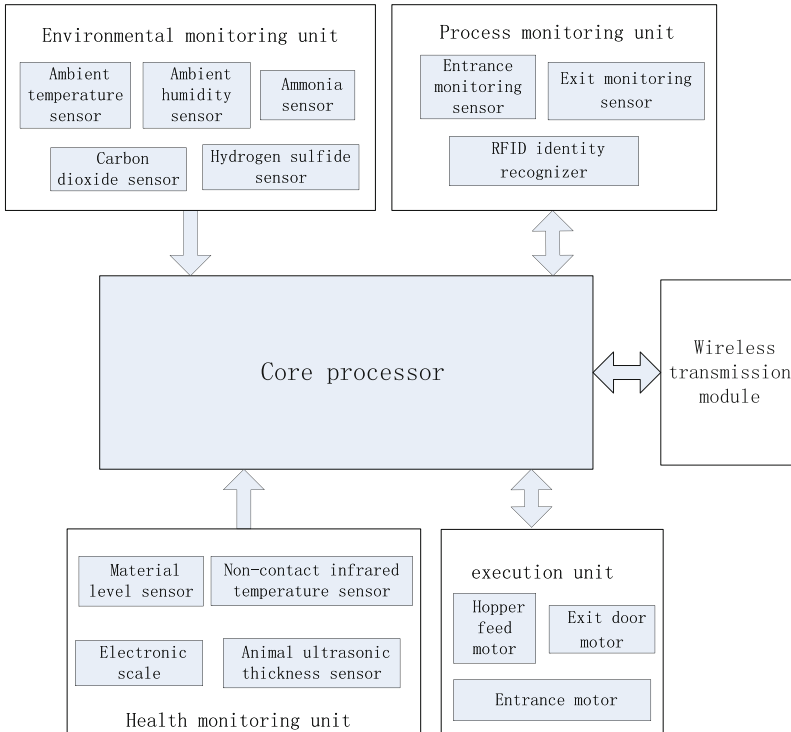 Environmental monitoring unit
Ambient
temperature
sensor
Ambient
humidity
sensor
Ammonia
sensor
Carbon
dioxide sensor
Hydrogen sulfide
sensor
Process monitoring unit
Entrance
monitoring
sensor
Exit monitoring
sensor
RFID identity
recognizer
Core processor
Wireless
transmission
module
Material
level sensor
Non-contact infrared
temperature sensor
Electronic
scale
Animal ultrasonic
thickness sensor
Health monitoring unit
execution unit
Hopper
feed
motor
Exit door
motor
Entrance motor